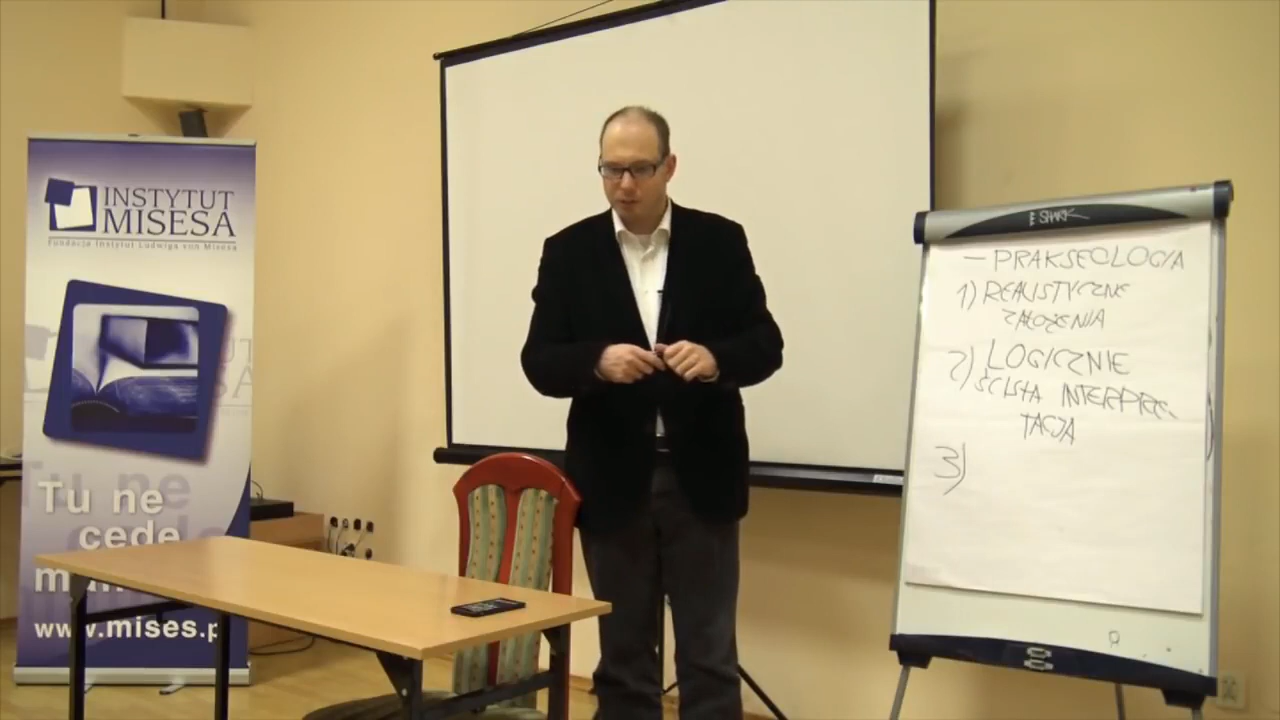 INSTYTUT
MISESA
Fundacja Instytut Ludwiga von Misesa
Tu ne
cede
www.mises.p
SHARK
— PRAKSEOLOGIA
1) REALISTYCZNE
ZAŁOŻENIA
2) LOGICZNIE
ŚCISŁA INTERPRE-
TACJA
3)